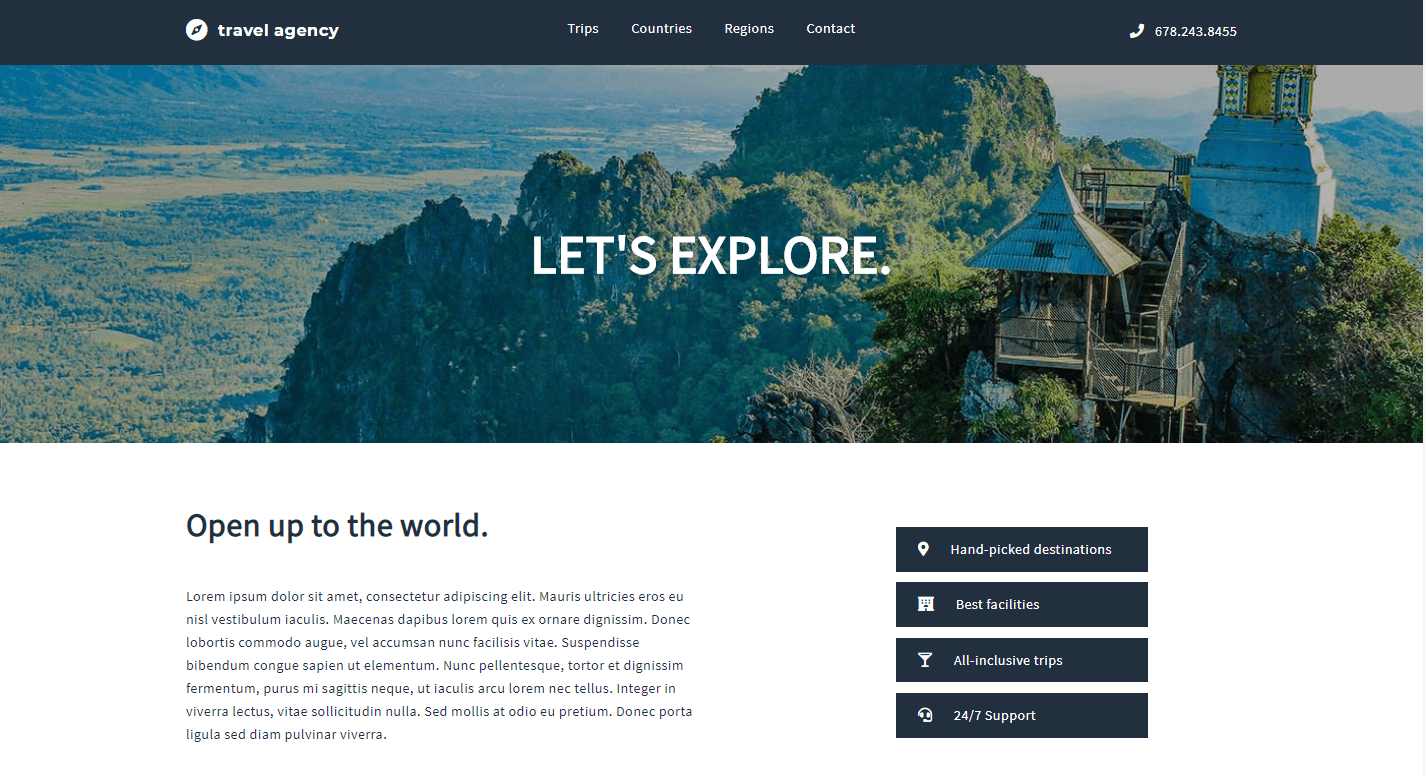 travel agency
Trips Countries Regions Contact
678.243.8455
LET'S EXPLORE.
Open up to the world.
Lorem ipsum dolor sit amet, consectetur adipiscing elit. Mauris ultricies eros eu
nisl vestibulum iaculis. Maecenas dapibus lorem quis ex ornare dignissim. Donec
lobortis commodo augue, vel accumsan nunc facilisis vitae. Suspendisse
bibendum congue sapien ut elementum. Nunc pellentesque, tortor et dignissim
fermentum, purus mi sagittis neque, ut iaculis arcu lorem nec tellus. Integer in
viverra lectus, vitae sollicitudin nulla. Sed mollis at odio eu pretium. Donec porta
ligula sed diam pulvinar viverra.
Hand-picked destinations
Best facilities
All-inclusive trips
24/7 Support